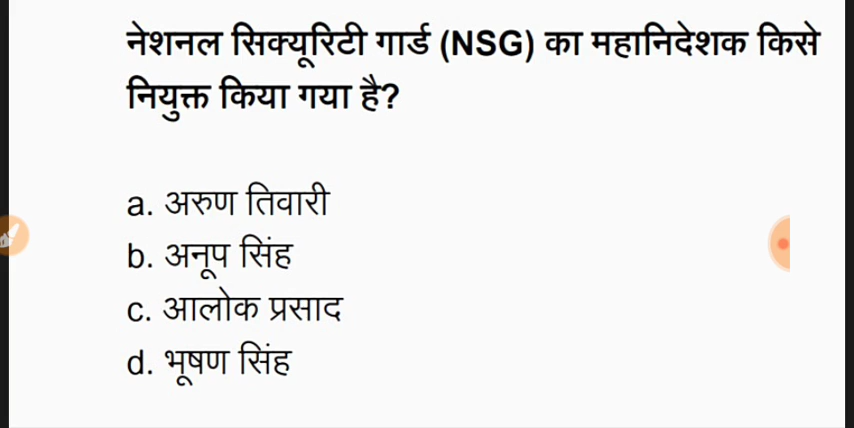 नेशनल सिक्यूरिटी गार्ड (NSG) का महानिदेशक किसे
नियुक्त किया गया है?
a. अरुण तिवारी
b. अनूप सिंह
c. आलोक प्रसाद
d. भूषण सिंह